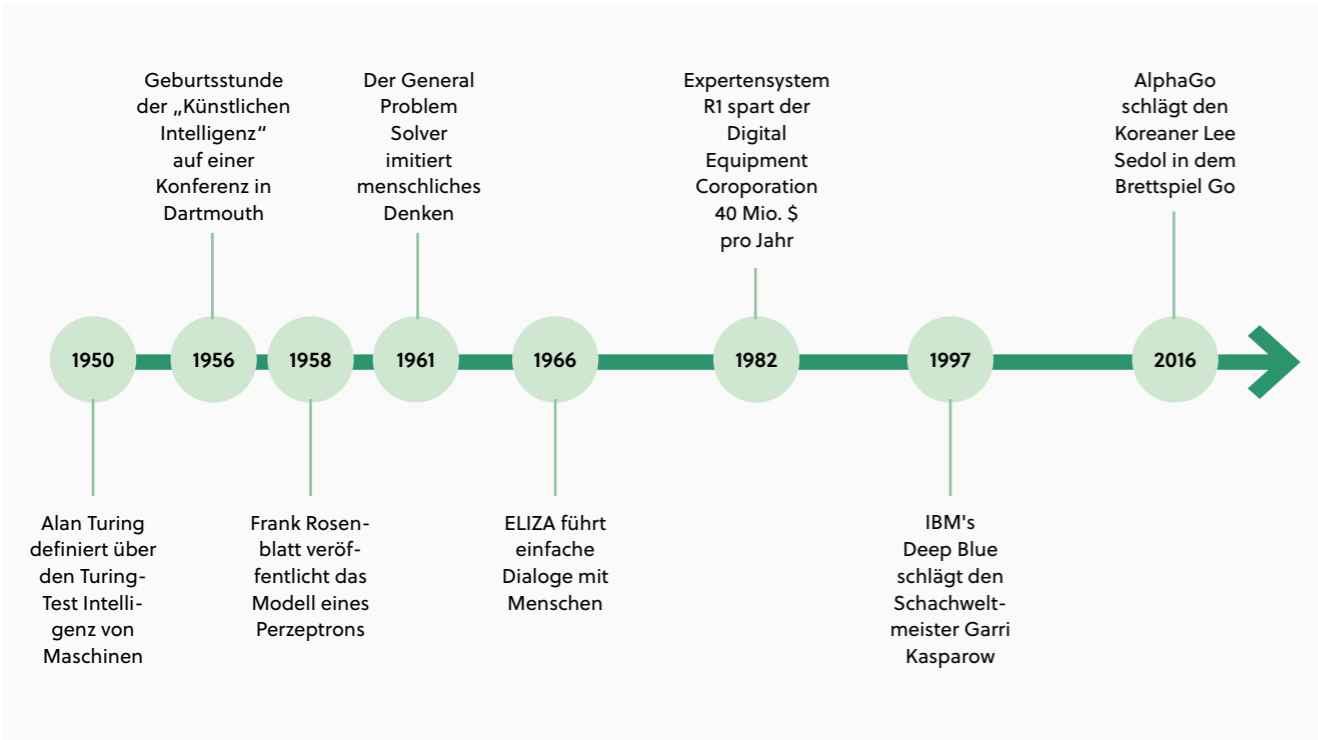 Geburtsstunde
der „Künstlichen
Intelligenz“
auf einer
Konferenz in
Dartmouth
Der General
Problem
Solver
imitiert
menschliches
Denken
Expertensystem
R1 spart der
Digital
Equipment
Coroporation
40 Mio. $
pro Jahr
AlphaGo
schlägt den
Koreaner Lee
Sedol in dem
Brettspiel Go
1950 1956 1958 1961 1966 1982 1997 2016
Alan Turing
definiert über
den Turing-
Test Intelli-
genz von
Maschinen
Frank Rosen-
blatt veröf-
fentlicht das
Modell eines
Perzeptrons
ELIZA führt
einfache
Dialoge mit
Menschen
IBM's
Deep Blue
schlägt den
Schachwelt-
meister Garri
Kasparow